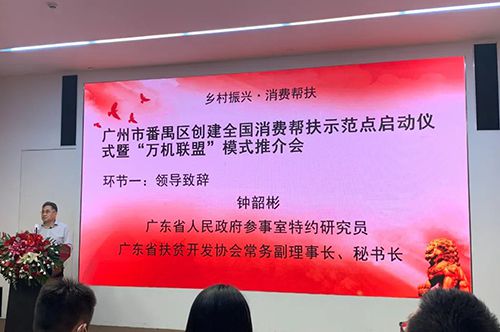 乡村振兴·消费帮扶
广州市番禺区创建全国消费帮扶示范点启动仪
式暨“万机联盟”模式推介会
环节一：领导致辞
钟韶彬
广东省人民政府参事室特约研究员
广东省扶贫开发协会常务副理事长、秘书长